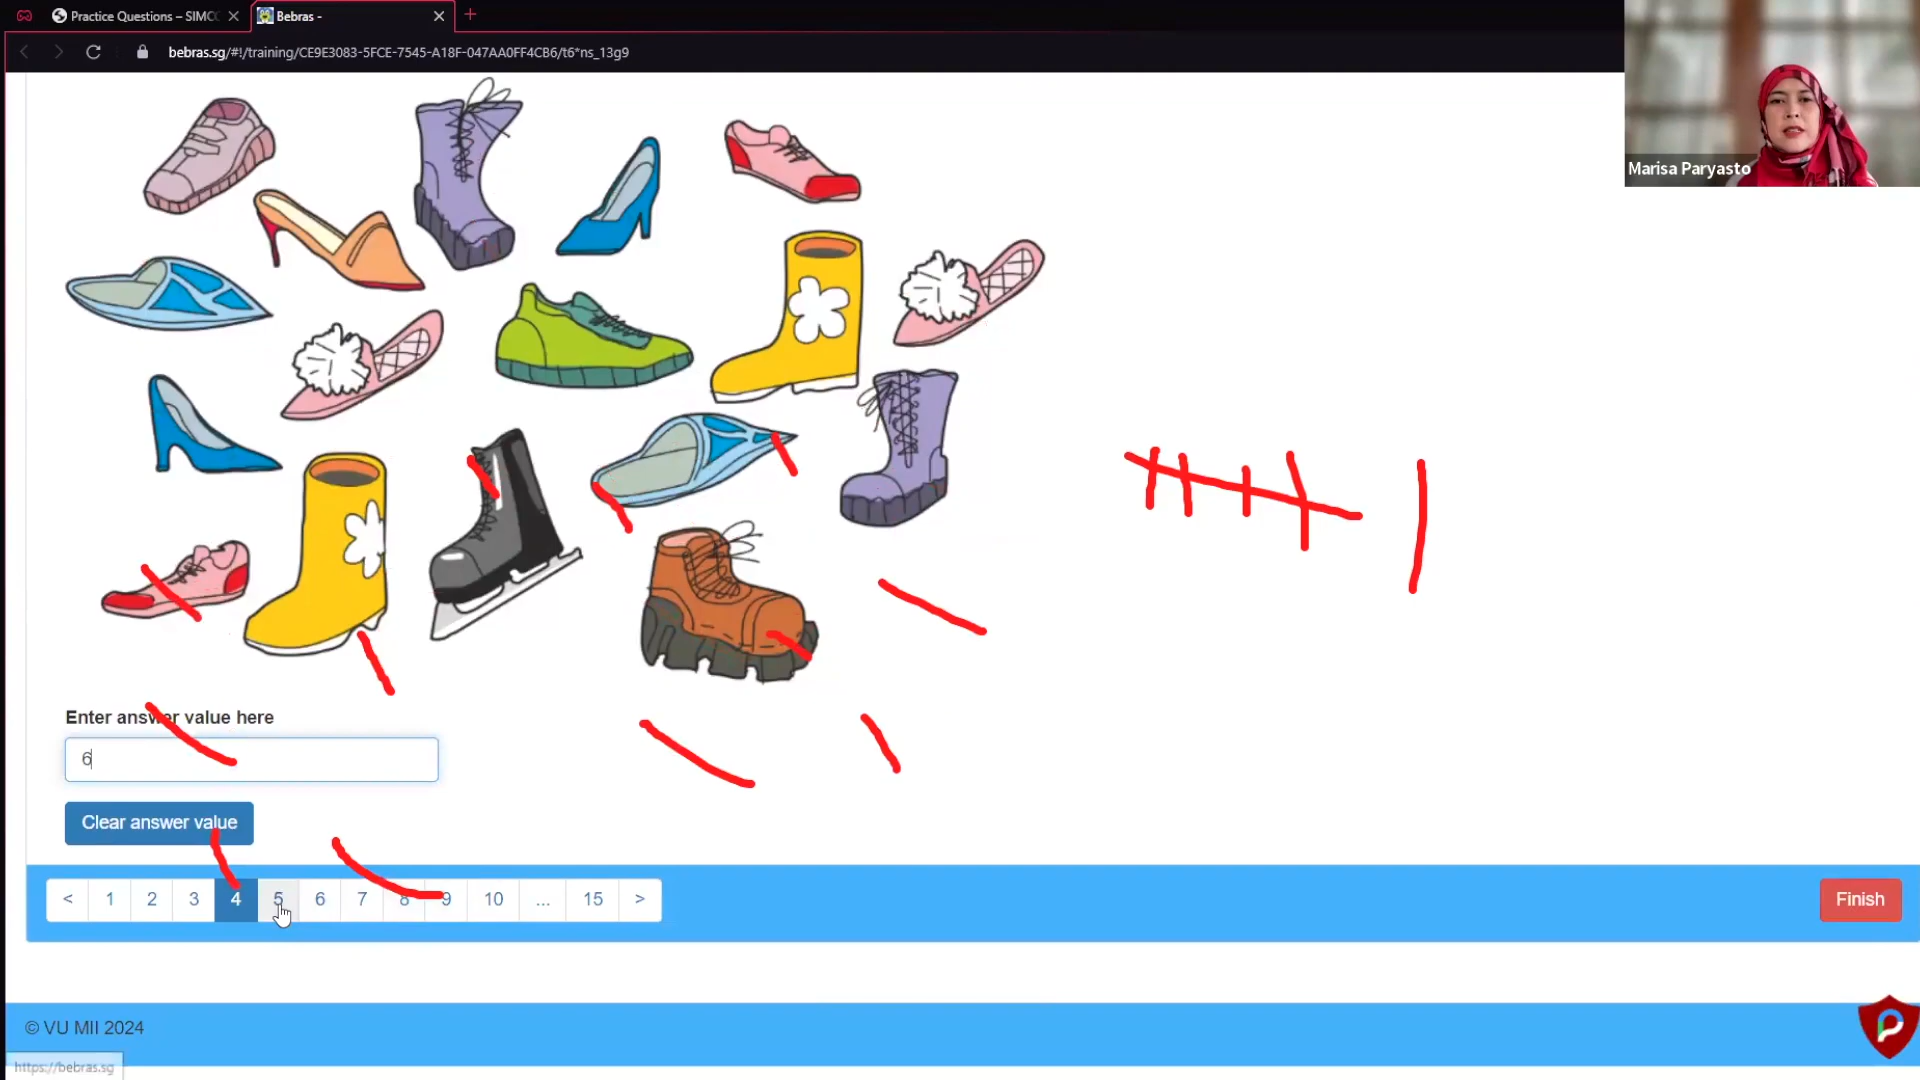 Practice Questions – SIMCC
Bebras -
bebras.sg/#!/training/CE9E3083-5FCE-7545-A18F-047AA0FF4CB6/t6*ns_13g9
Marisa Paryasto
Enter answer value here
6
Clear answer value
< 1 2 3 4 5 6 7 8 9 10 ... 15 >
Finish
© VU MII 2024
https://bebras.sg